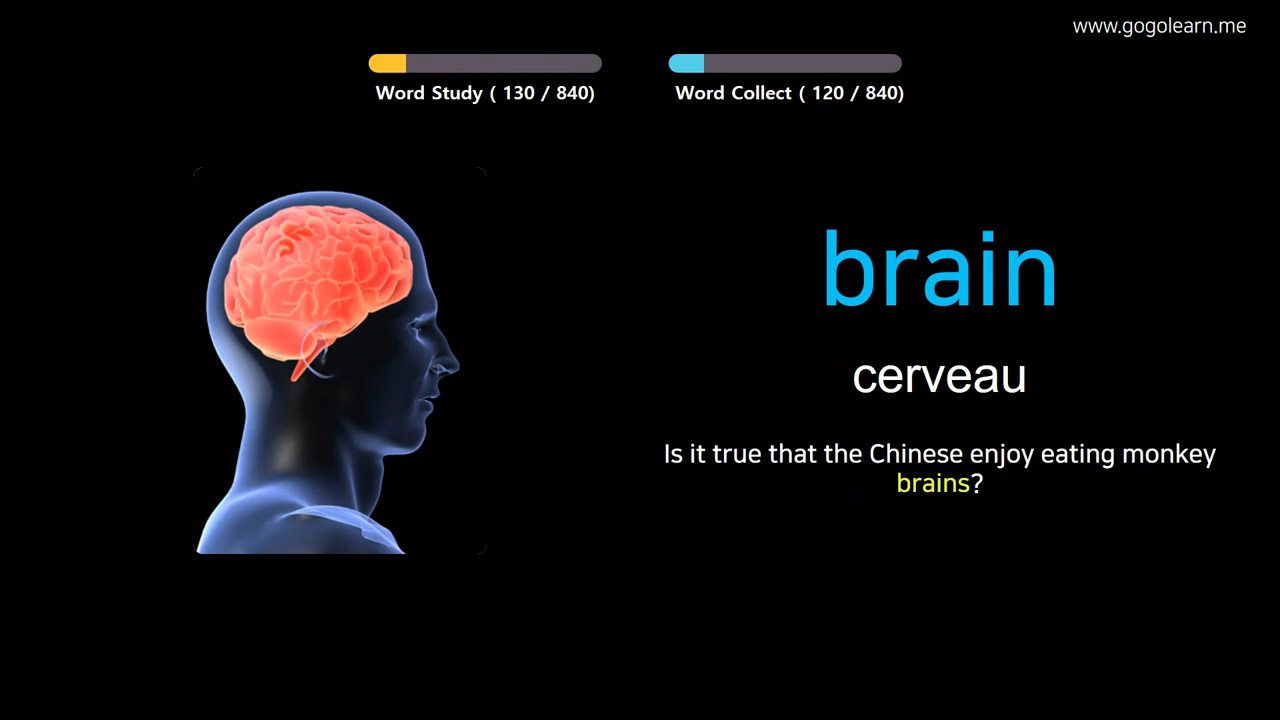 www.gogolearn.me
Word Study ( 130 / 840)
Word Collect ( 120 / 840)
brain
cerveau
Is it true that the Chinese enjoy eating monkey
brains?